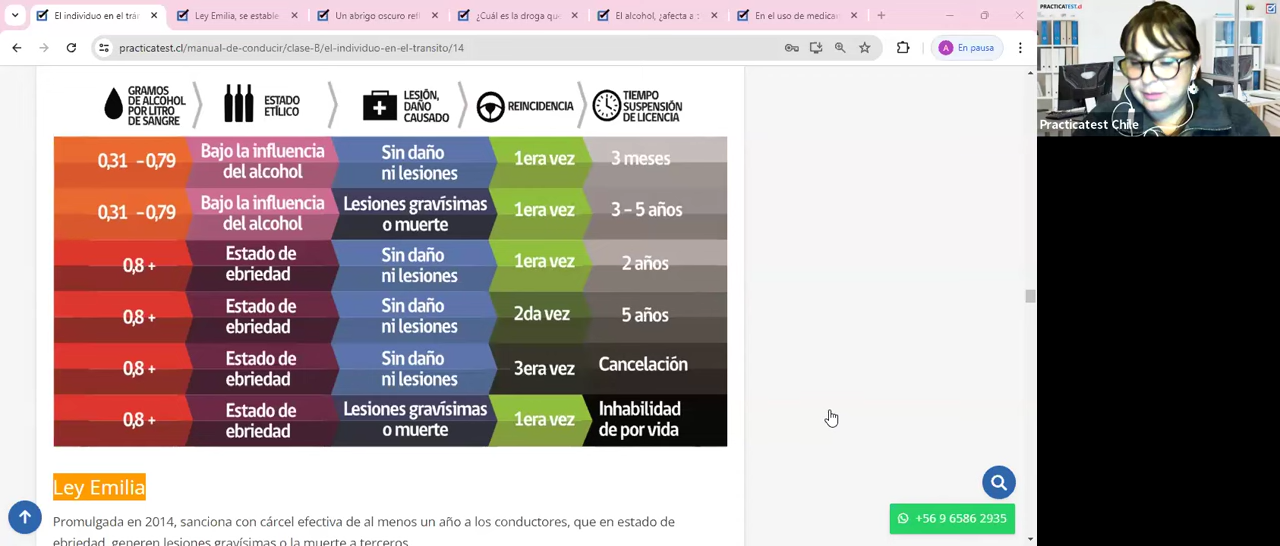 El individuo en el trán
Ley Emilia, se estable
Un abrigo oscuro refl
¿Cuál es la droga qu
El alcohol, ¿afecta a
En el uso de medica
practicatest.cl/manual-de-conducir/clase-B/el-individuo-en-el-transito/14
A
En pausa
PRACTICATEST.cl
Practicatest Chile
GRAMOS
DE ALCOHOL
POR LITRO
DE SANGRE
ESTADO
ETÍLICO
LESIÓN,
DAÑO
CAUSADO
REINCIDENCIA
TIEMPO
SUSPENSIÓN
DE LICENCIA
0,31 – 0,79
Bajo la influencia
del alcohol
Sin daño
ni lesiones
1era vez
3 meses
0,31 – 0,79
Bajo la influencia
del alcohol
Lesiones gravísimas
o muerte
1era vez
3 – 5 años
0,8 +
Estado de
ebriedad
Sin daño
ni lesiones
1era vez
2 años
0,8 +
Estado de
ebriedad
Sin daño
ni lesiones
2da vez
5 años
0,8 +
Estado de
ebriedad
Sin daño
ni lesiones
3era vez
Cancelación
0,8 +
Estado de
ebriedad
Lesiones gravísimas
o muerte
1era vez
Inhabilidad
de por vida
Ley Emilia
Promulgada en 2014, sanciona con cárcel efectiva de al menos un año a los conductores, que en estado de
ebriedad, generen lesiones gravísimas o la muerte a terceros.
+56 9 6586 2935